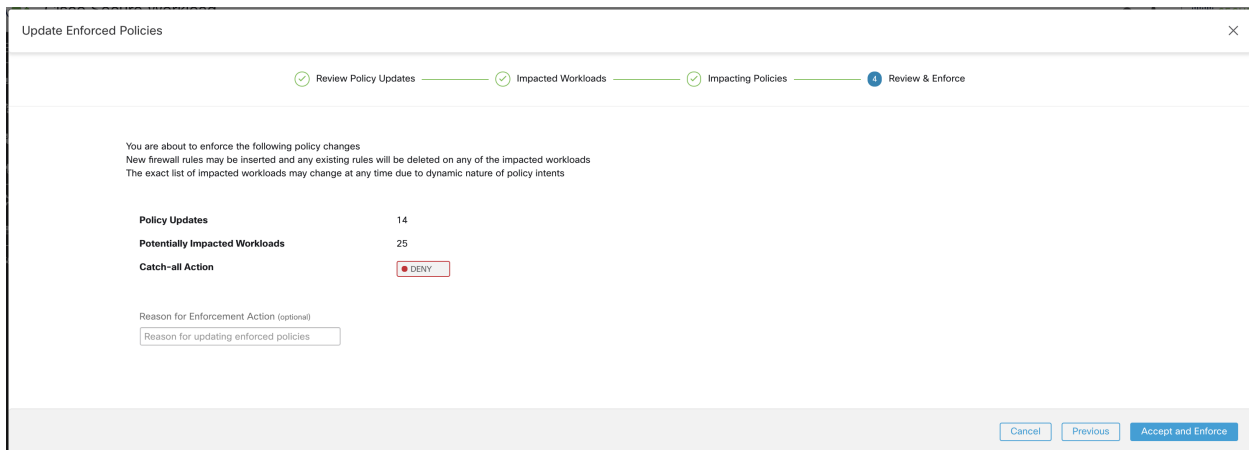 Cisco Secure Workload
Update Enforced Policies
Review Policy Updates
Impacted Workloads
Impacting Policies
4 Review & Enforce
You are about to enforce the following policy changes
New firewall rules may be inserted and any existing rules will be deleted on any of the impacted workloads
The exact list of impacted workloads may change at any time due to dynamic nature of policy intents
Policy Updates 14
Potentially Impacted Workloads 25
Catch-all Action DENY
Reason for Enforcement Action (optional)
Reason for updating enforced policies
Cancel Previous Accept and Enforce